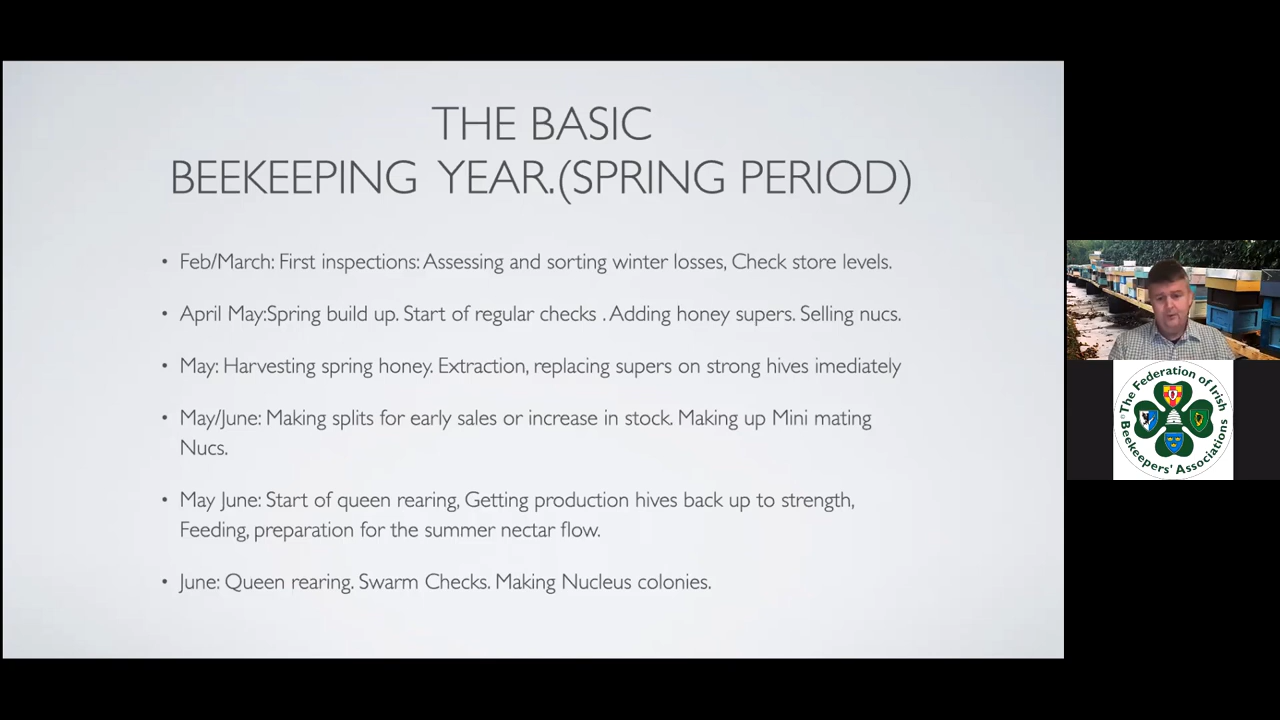 THE BASIC
BEEKEEPING YEAR.(SPRING PERIOD)
• Feb/March: First inspections: Assessing and sorting winter losses, Check store levels.
• April May:Spring build up. Start of regular checks . Adding honey supers. Selling nucs.
• May: Harvesting spring honey. Extraction, replacing supers on strong hives imediately
• May/June: Making splits for early sales or increase in stock. Making up Mini mating
Nucs.
• May June: Start of queen rearing, Getting production hives back up to strength,
Feeding, preparation for the summer nectar flow.
• June: Queen rearing. Swarm Checks. Making Nucleus colonies.
©The Federation of Irish
Beekeepers' Associations